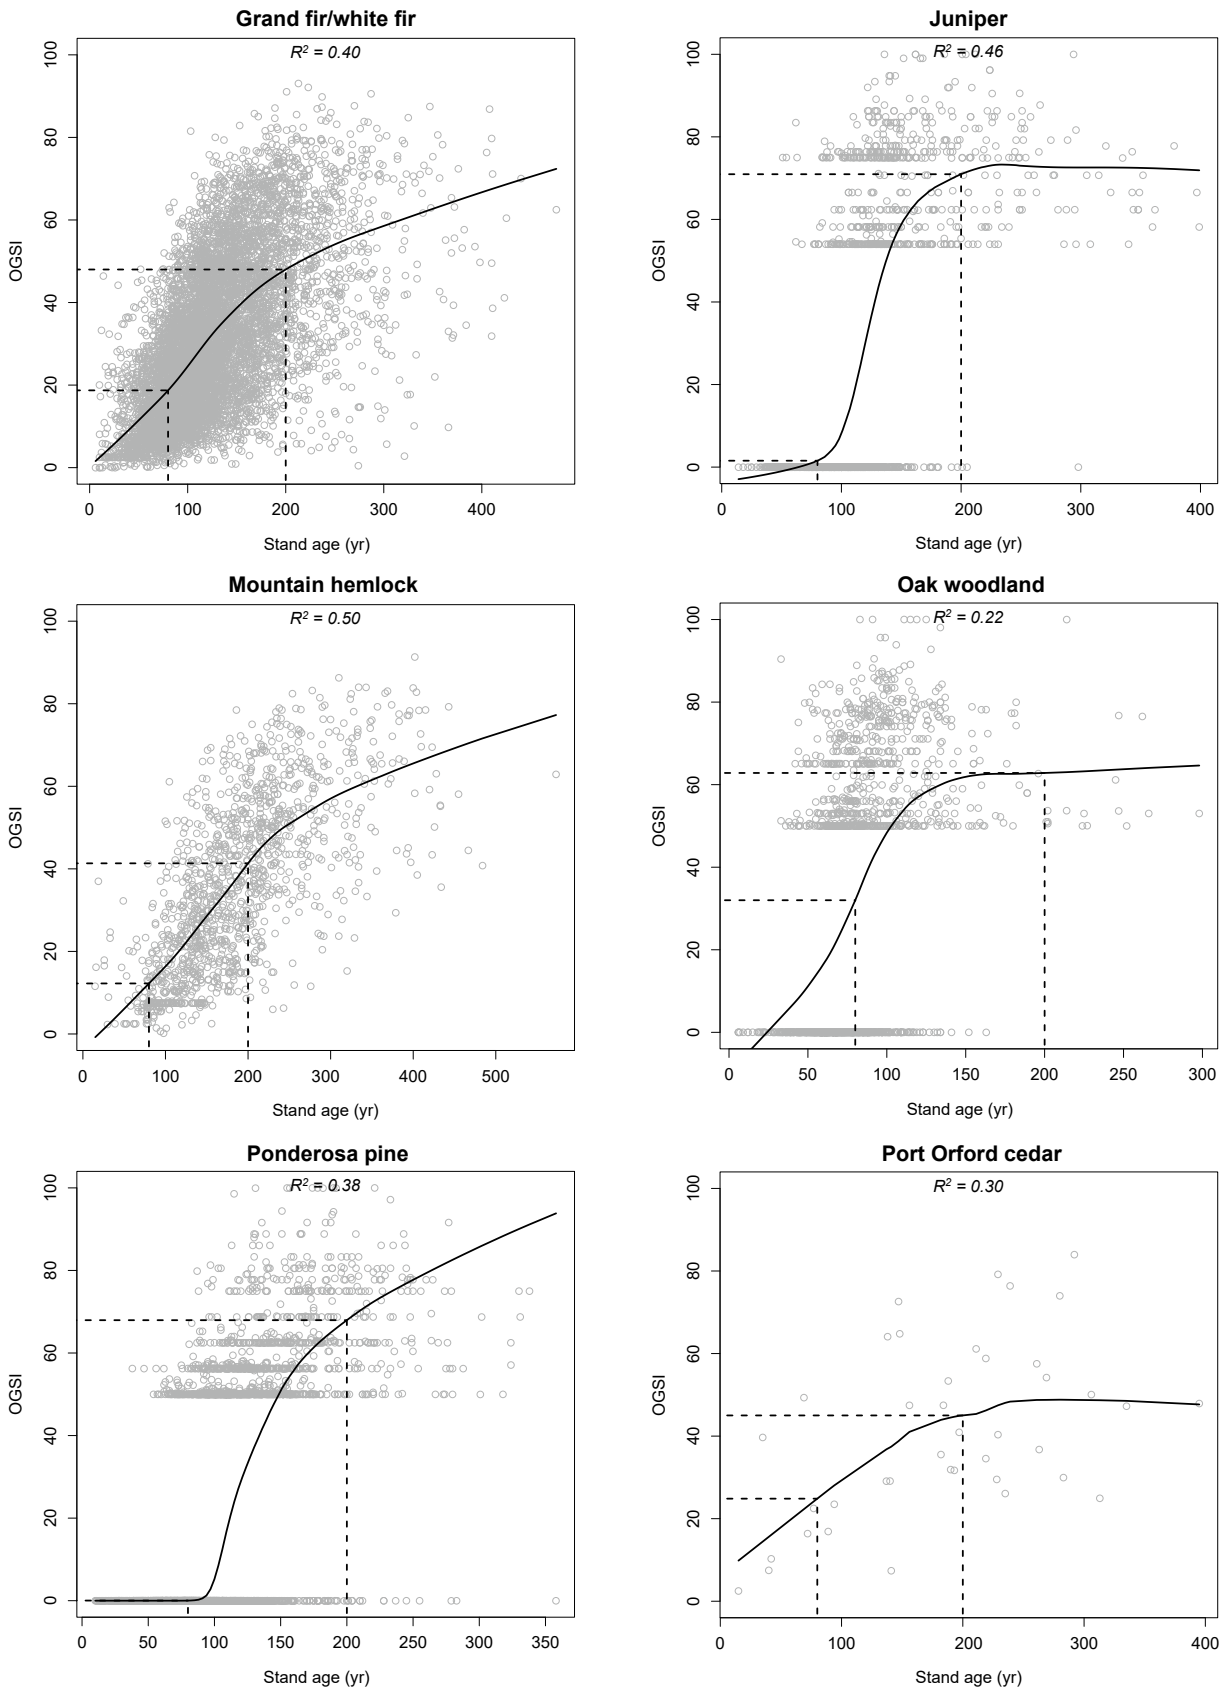 Grand fir/white fir
R² = 0.40
OGSI
0 20 40 60 80 100
0 100 200 300 400
Stand age (yr)
Juniper
R² = 0.46
OGSI
0 20 40 60 80 100
0 100 200 300 400
Stand age (yr)
Mountain hemlock
R² = 0.50
OGSI
0 20 40 60 80 100
0 100 200 300 400 500
Stand age (yr)
Oak woodland
R² = 0.22
OGSI
0 20 40 60 80 100
0 50 100 150 200 250 300
Stand age (yr)
Ponderosa pine
R² = 0.38
OGSI
0 20 40 60 80 100
0 50 100 150 200 250 300 350
Stand age (yr)
Port Orford cedar
R² = 0.30
OGSI
0 20 40 60 80 100
0 100 200 300 400
Stand age (yr)